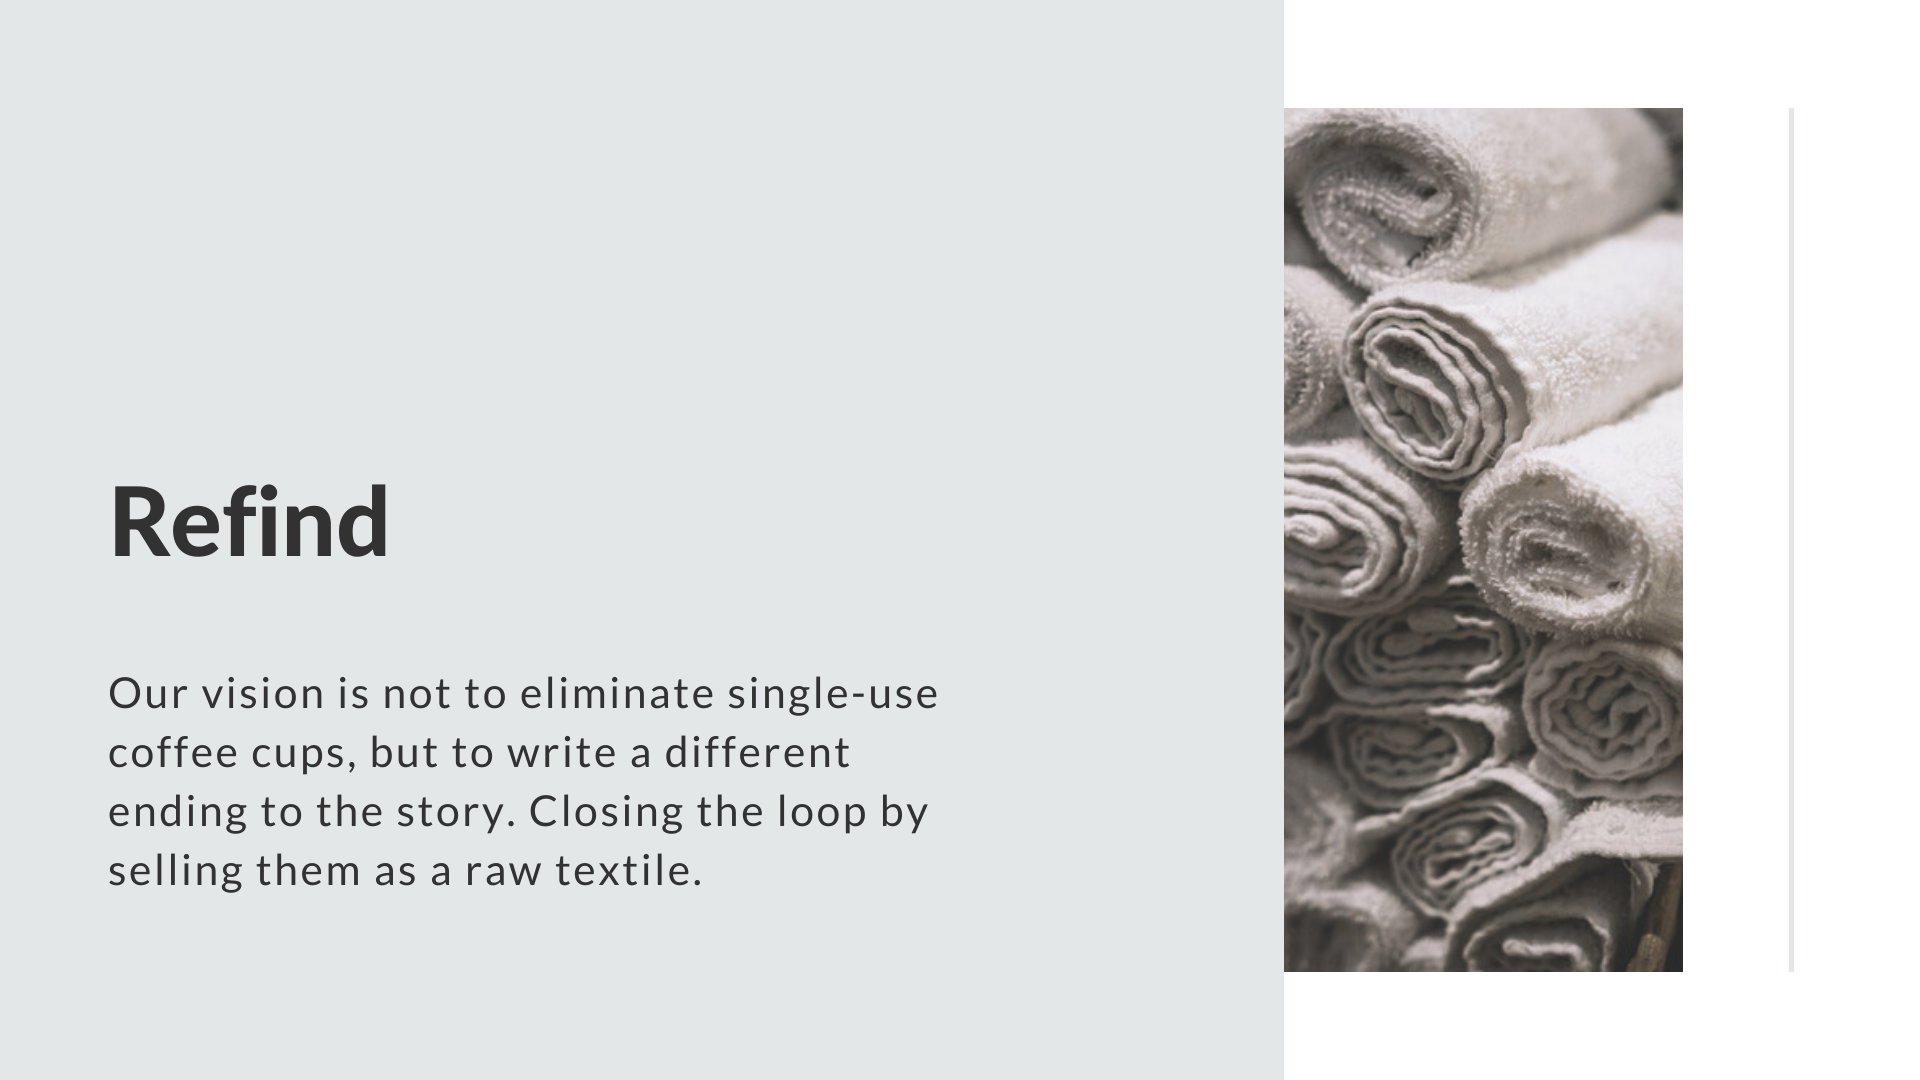 Refind
Our vision is not to eliminate single-use
coffee cups, but to write a different
ending to the story. Closing the loop by
selling them as a raw textile.